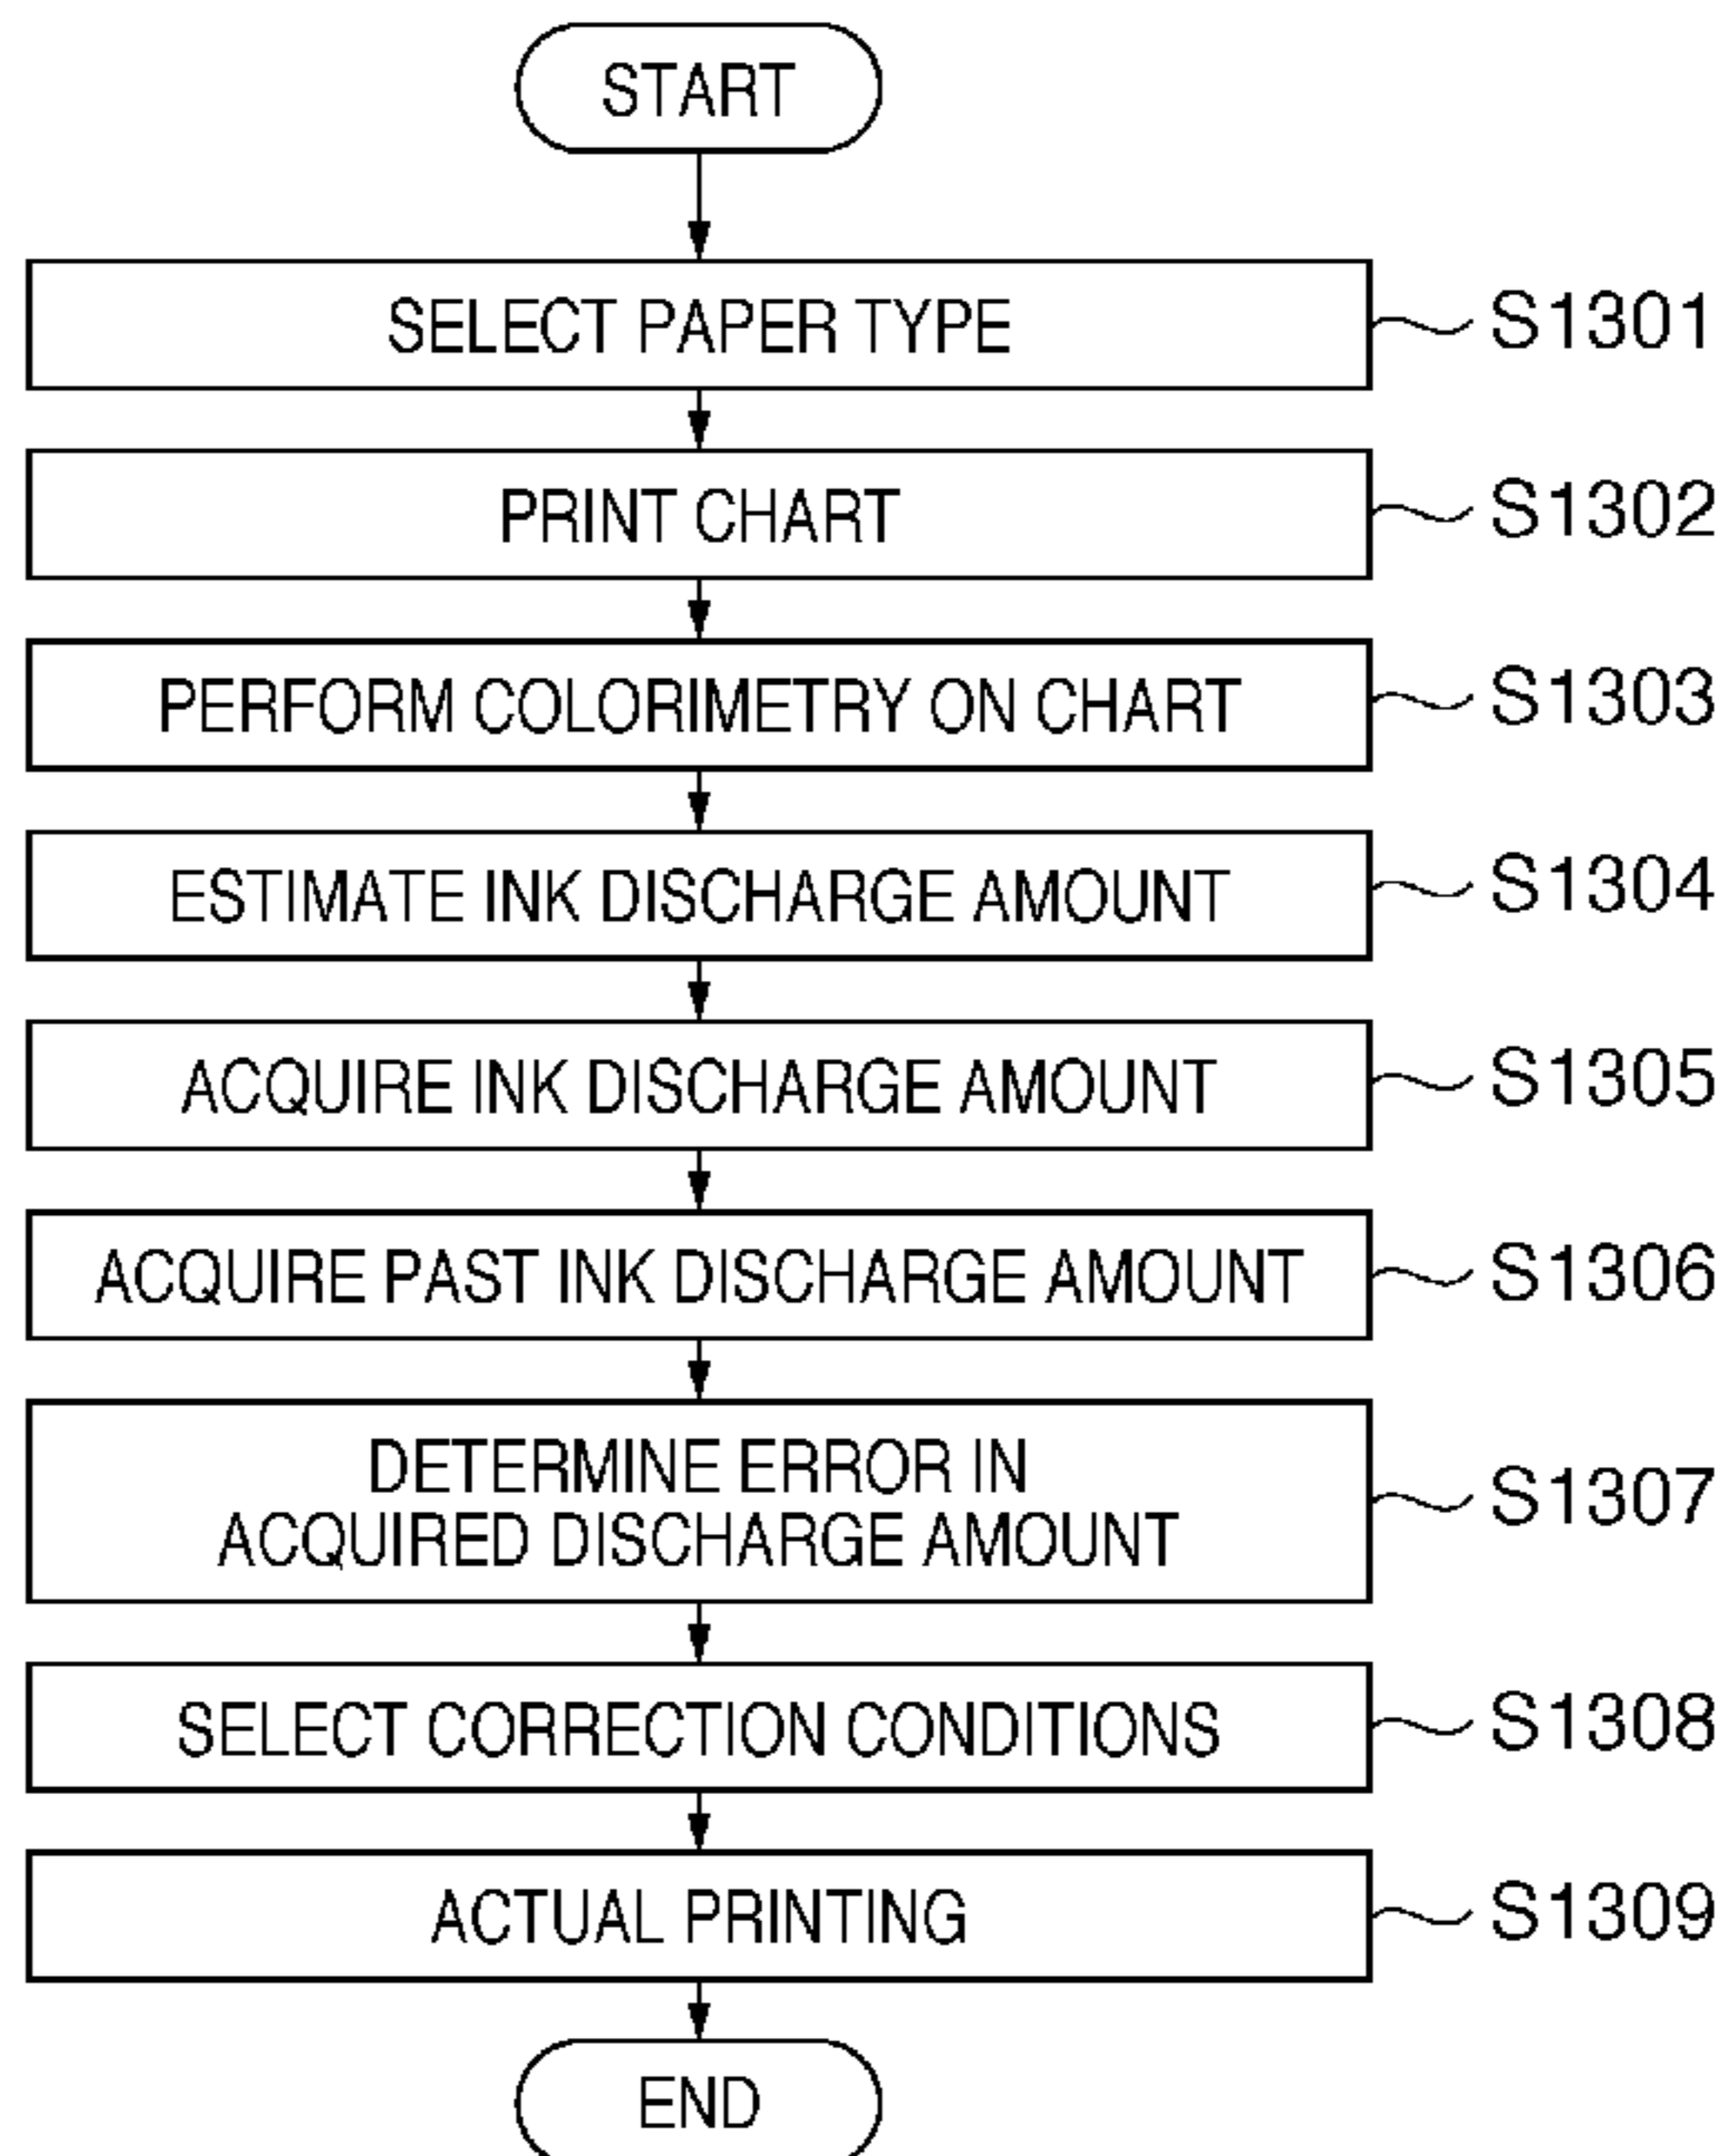 START
SELECT PAPER TYPE
S1301
PRINT CHART
S1302
PERFORM COLORIMETRY ON CHART
S1303
ESTIMATE INK DISCHARGE AMOUNT
S1304
ACQUIRE INK DISCHARGE AMOUNT
S1305
ACQUIRE PAST INK DISCHARGE AMOUNT
S1306
DETERMINE ERROR IN
ACQUIRED DISCHARGE AMOUNT
S1307
SELECT CORRECTION CONDITIONS
S1308
ACTUAL PRINTING
S1309
END